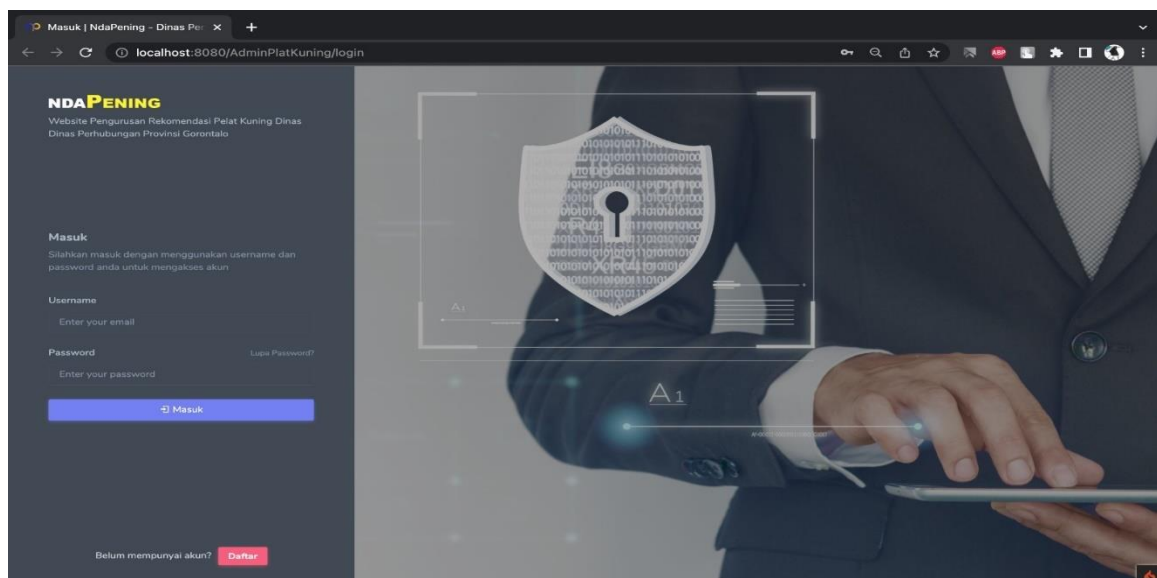 Masuk | NdaPening - Dinas Per
localhost:8080/AdminPlatKuning/login
ABP
NDAPENING
Website Pengurusan Rekomendasi Pelat Kuning Dinas
Dinas Perhubungan Provinsi Gorontalo
Masuk
Silahkan masuk dengan menggunakan username dan
password anda untuk mengakses akun
Username
Enter your email
Password
Lupa Password?
Enter your password
Masuk
Belum mempunyai akun?
Daftar
A1
A1